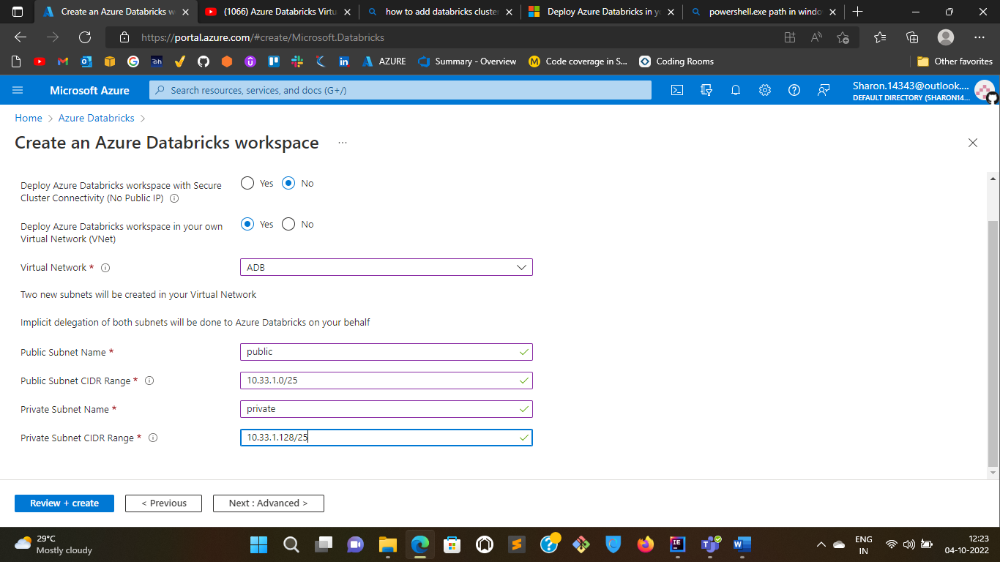 Create an Azure Databricks w
(1066) Azure Databricks Virtu
how to add databricks cluster
Deploy Azure Databricks in y
powershell.exe path in windo
https://portal.azure.com/#create/Microsoft.Databricks
AZURE
Summary - Overview
Code coverage in S...
Coding Rooms
Other favorites
Microsoft Azure
Search resources, services, and docs (G+/)
Sharon.14343@outlook....
DEFAULT DIRECTORY (SHARON14...
Home > Azure Databricks >
Create an Azure Databricks workspace ...
Deploy Azure Databricks workspace with Secure
Cluster Connectivity (No Public IP)
Yes No
Deploy Azure Databricks workspace in your own
Virtual Network (VNet)
Yes No
Virtual Network *
ADB
Two new subnets will be created in your Virtual Network
Implicit delegation of both subnets will be done to Azure Databricks on your behalf
Public Subnet Name *
public
Public Subnet CIDR Range *
10.33.1.0/25
Private Subnet Name *
private
Private Subnet CIDR Range *
10.33.1.128/25
Review + create
< Previous
Next : Advanced >
29°C
Mostly cloudy
ENG
IN
12:23
04-10-2022